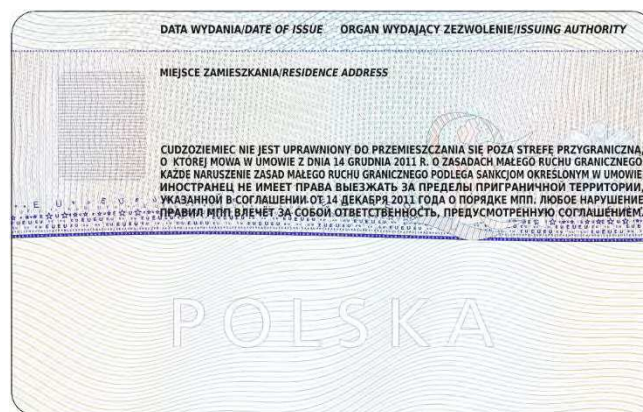 DATA WYDANIA/DATE OF ISSUE ORGAN WYDAJĄCY ZEZWOLENIE/ISSUING AUTHORITY
MIEJSCE ZAMIESZKANIA/RESIDENCE ADDRESS
CUDZOZIEMIEC NIE JEST UPRAWNIONY DO PRZEMIESZCZANIA SIĘ POZA STREFĘ PRZYGRANICZNĄ,
O KTÓREJ MOWA W UMOWIE Z DNIA 14 GRUDNIA 2011 R. O ZASADACH MAŁEGO RUCHU GRANICZNEGO
KAŻDE NARUSZENIE ZASAD MAŁEGO RUCHU GRANICZNEGO PODLEGA SANKCJOM OKREŚLONYM W UMOWIE
ИНОСТРАНЕЦ НЕ ИМЕЕТ ПРАВА ВЫЕЗЖАТЬ ЗА ПРЕДЕЛЫ ПРИГРАНИЧНОЙ ТЕРРИТОРИИ,
УКАЗАННОЙ В СОГЛАШЕНИИ ОТ 14 ДЕКАБРЯ 2011 ГОДА О ПОРЯДКЕ МПП. ЛЮБОЕ НАРУШЕНИЕ
ПРАВИЛ МПП ВЛЕЧЁТ ЗА СОБОЙ ОТВЕТСТВЕННОСТЬ, ПРЕДУСМОТРЕННУЮ СОГЛАШЕНИЕМ.
POLSKA